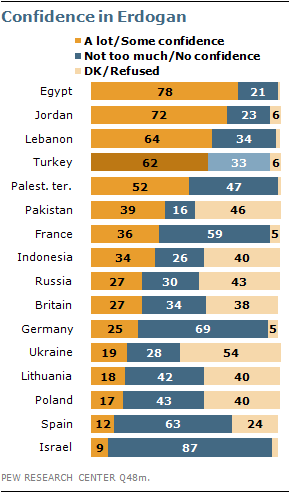 Confidence in Erdogan
A lot/Some confidence
Not too much/No confidence
DK/Refused
Egypt 78 21
Jordan 72 23 6
Lebanon 64 34
Turkey 62 33 6
Palest. ter. 52 47
Pakistan 39 16 46
France 36 59 5
Indonesia 34 26 40
Russia 27 30 43
Britain 27 34 38
Germany 25 69 5
Ukraine 19 28 54
Lithuania 18 42 40
Poland 17 43 40
Spain 12 63 24
Israel 9 87
PEW RESEARCH CENTER Q48m.